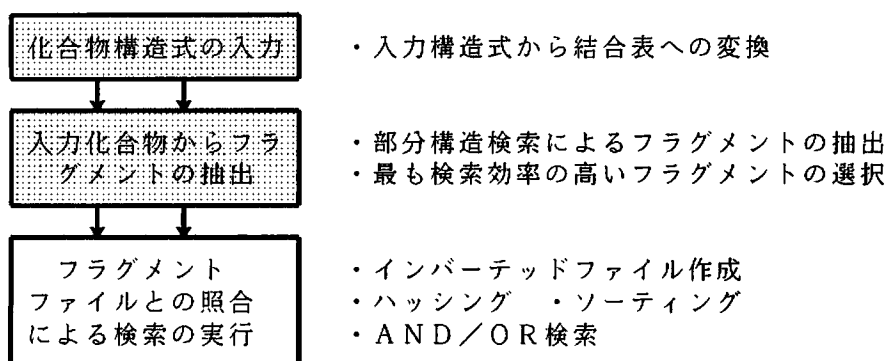 化合物構造式の入力
・入力構造式から結合表への変換
入力化合物からフラ
グメントの抽出
・部分構造検索によるフラグメントの抽出
・最も検索効率の高いフラグメントの選択
フラグメント
ファイルとの照合
による検索の実行
・インバーテッドファイル作成
・ハッシング ・ソーティング
・AND/OR検索